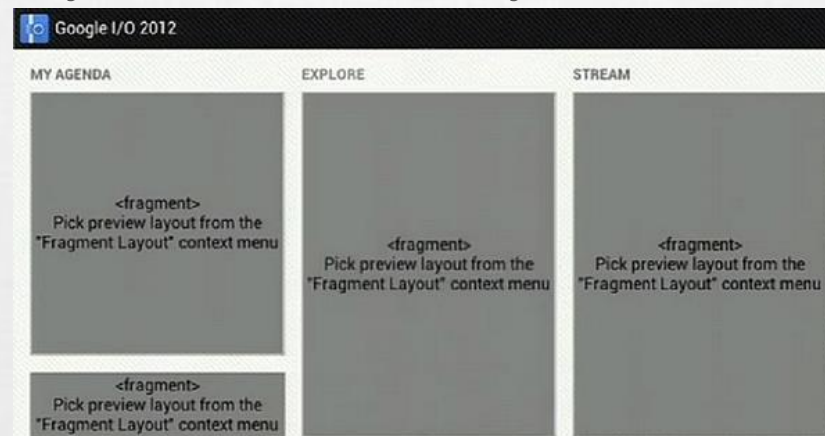 Google I/O 2012
MY AGENDA
<fragment>
Pick preview layout from the
"Fragment Layout" context menu
<fragment>
Pick preview layout from the
"Fragment Layout" context menu
EXPLORE
<fragment>
Pick preview layout from the
"Fragment Layout" context menu
STREAM
<fragment>
Pick preview layout from the
"Fragment Layout" context menu